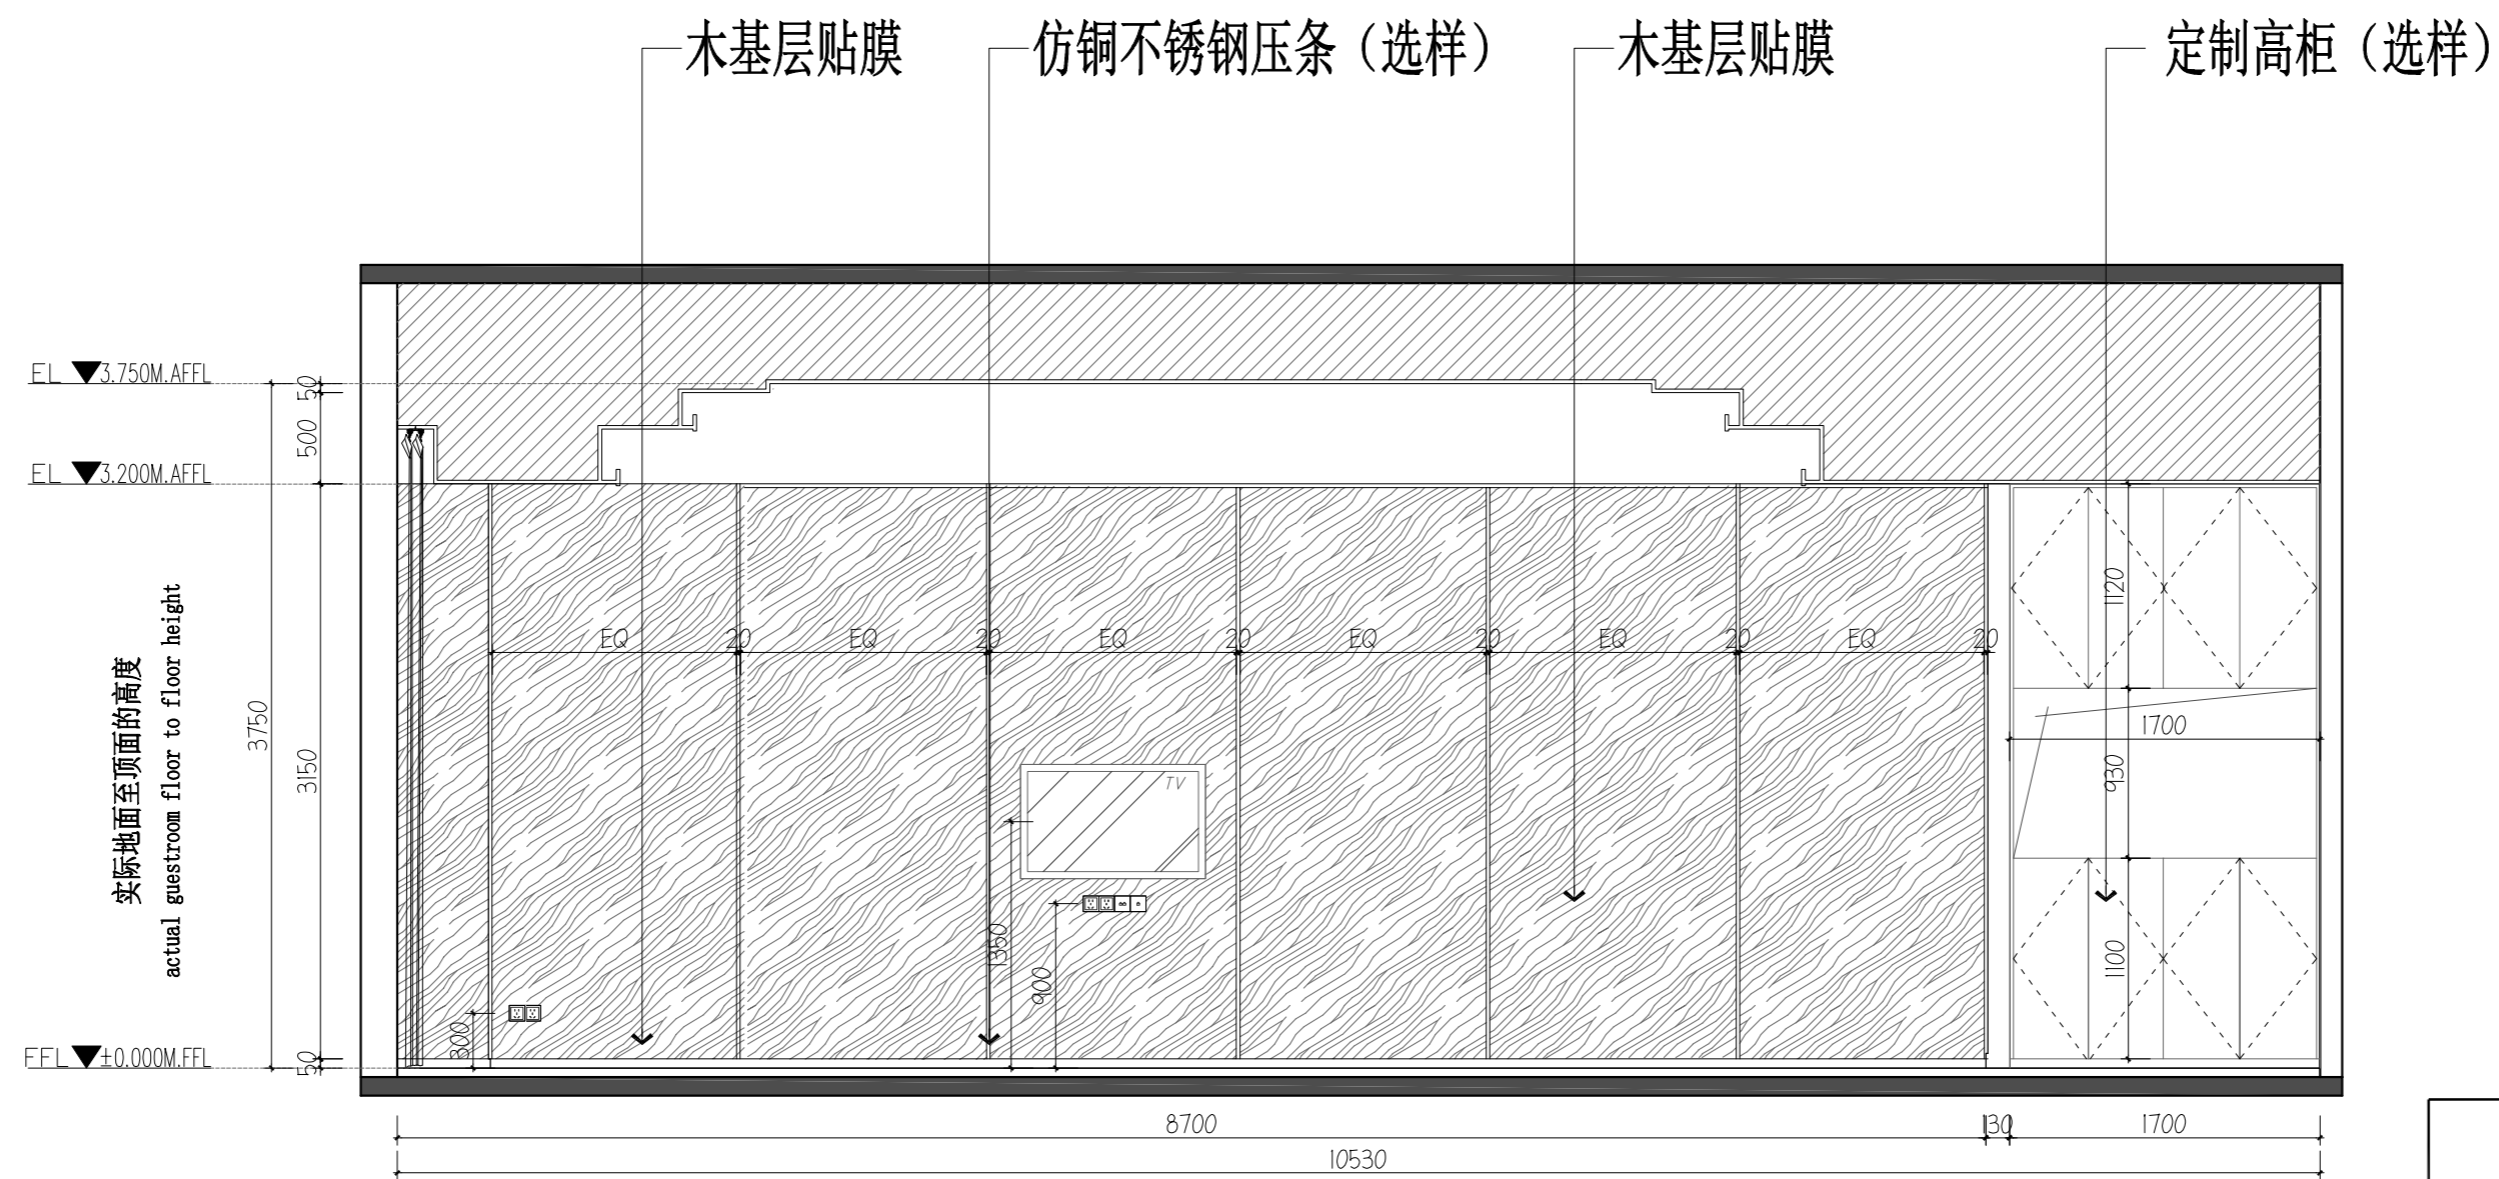 木基层贴膜
仿铜不锈钢压条（选样）
木基层贴膜
定制高柜（选样）
EL 3.750M.AFFL
50
500
EL 3.200M.AFFL
3750
3150
实际地面至顶面的高度
actual guestroom floor to floor height
EQ 20 EQ 20 EQ 20 EQ 20 EQ 20 EQ 20
1120
1700
930
TV
1350
900
1100
300
FFL ±0.000M.FFL
50
8700 130 1700
10530